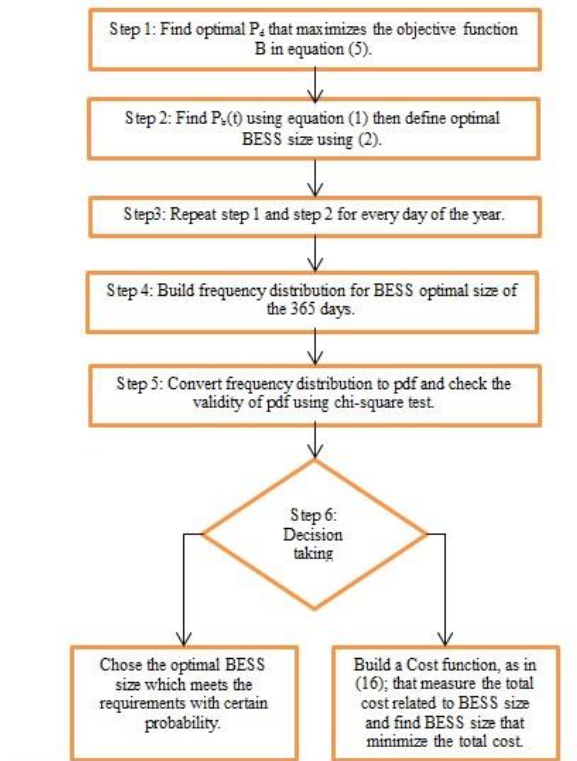 Step 1: Find optimal Pd that maximizes the objective function
B in equation (5).
Step 2: Find Ps(t) using equation (1) then define optimal
BESS size using (2).
Step3: Repeat step 1 and step 2 for every day of the year.
Step 4: Build frequency distribution for BESS optimal size of
the 365 days.
Step 5: Convert frequency distribution to pdf and check the
validity of pdf using chi-square test.
Step 6:
Decision
taking
Chose the optimal BESS
size which meets the
requirements with certain
probability.
Build a Cost function, as in
(16); that measure the total
cost related to BESS size
and find BESS size that
minimize the total cost.